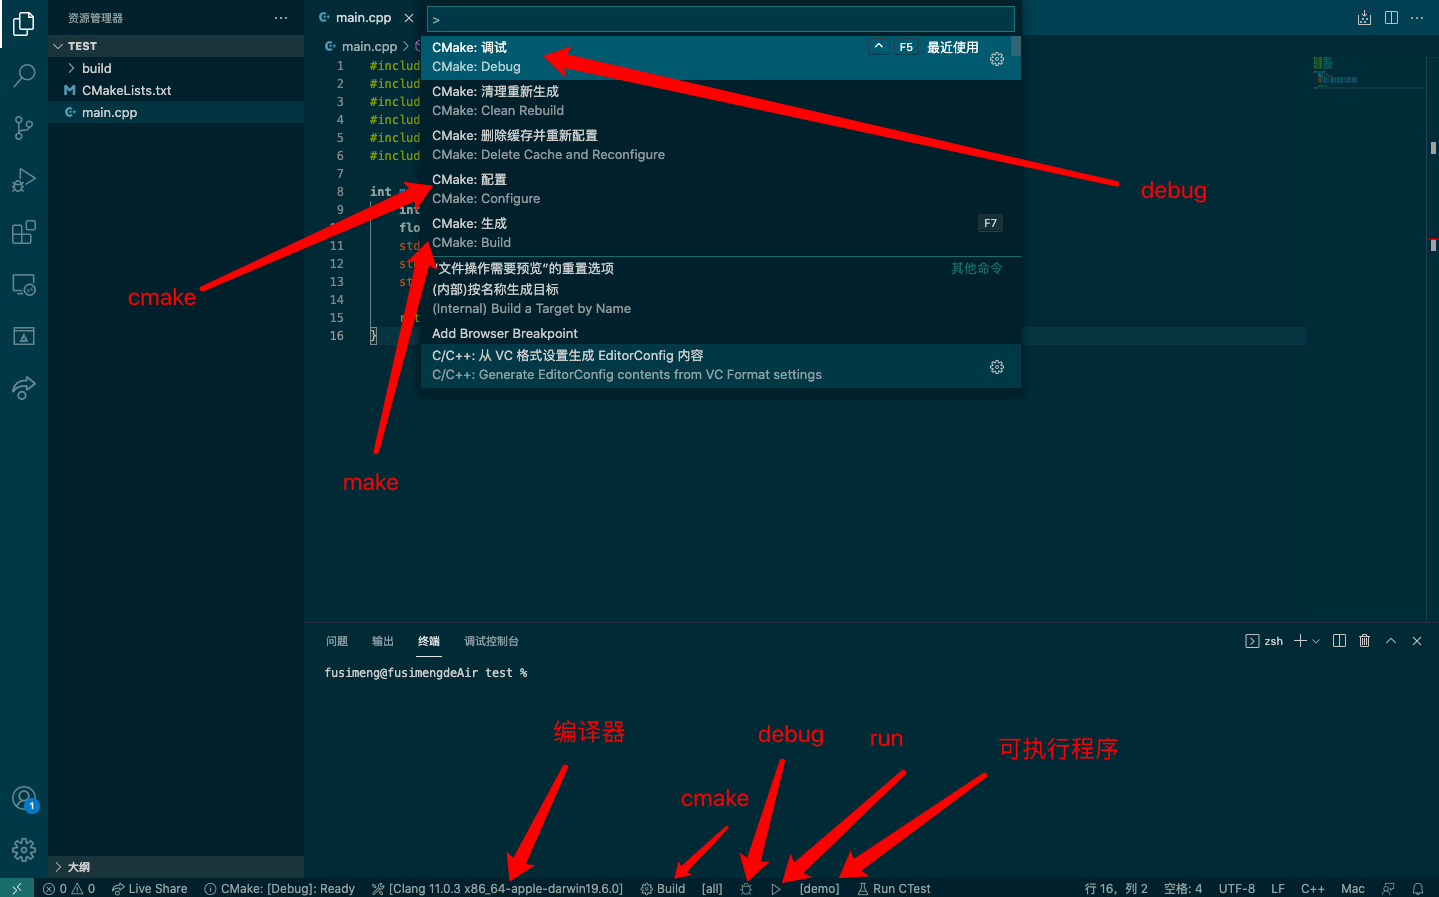 资源管理器
TEST
build
CMakeLists.txt
main.cpp
main.cpp
main.cpp
>
CMake: 调试
CMake: Debug
F5
最近使用
CMake: 清理重新生成
CMake: Clean Rebuild
CMake: 删除缓存并重新配置
CMake: Delete Cache and Reconfigure
CMake: 配置
CMake: Configure
CMake: 生成
CMake: Build
F7
"文件操作需要预览"的重置选项
其他命令
(内部)按名称生成目标
(Internal) Build a Target by Name
Add Browser Breakpoint
C/C++: 从 VC 格式设置生成 EditorConfig 内容
C/C++: Generate EditorConfig contents from VC Format settings
1 #includ
2 #includ
3 #includ
4 #includ
5 #includ
6 #includ
7
8 int m
9 int
flo
11 std
12 st
13 st
14
15
16 }
debug
cmake
make
问题 输出 终端 调试控制台
zsh
fusimeng@fusimengdeAir test %
编译器
debug
run
可执行程序
cmake
大纲
1
0 0 Live Share CMake: [Debug]: Ready [Clang 11.0.3 x86_64-apple-darwin19.6.0] Build [all] [demo] Run CTest 行 16，列 2 空格: 4 UTF-8 LF C++ Mac